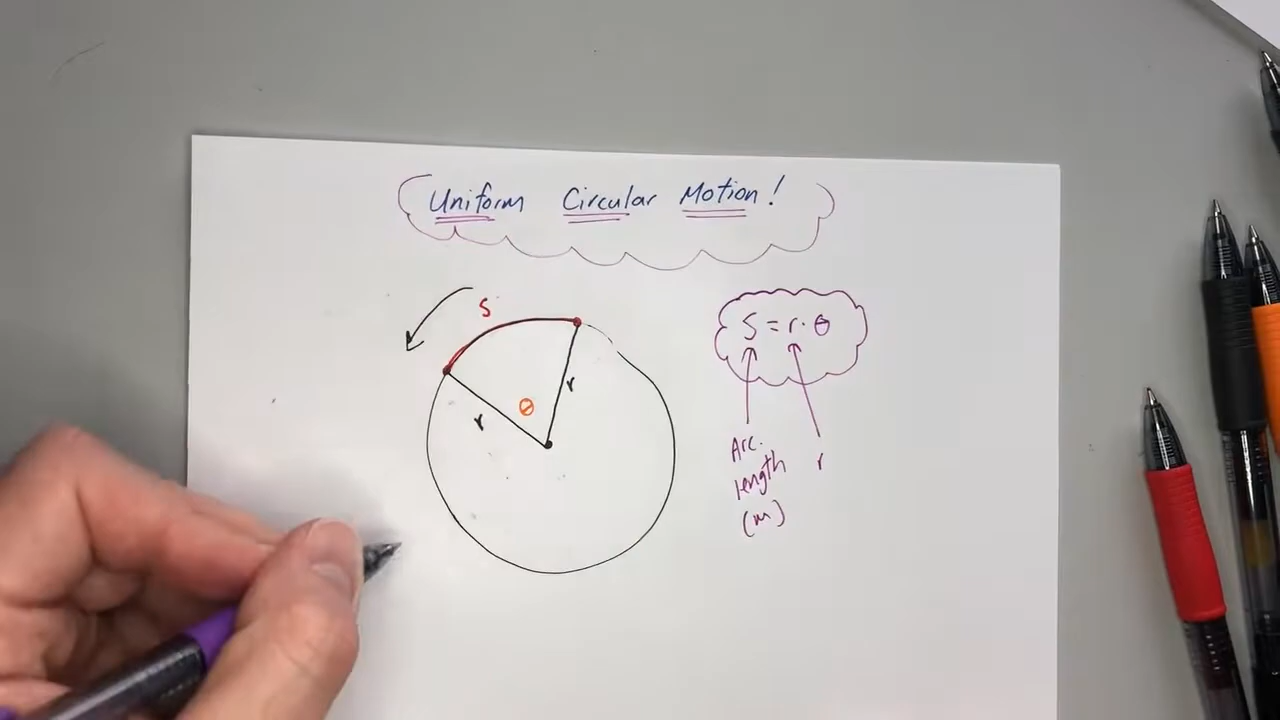 Uniform Circular Motion!
S
S = r · θ
r
θ
r
Arc.
length
(m)
r